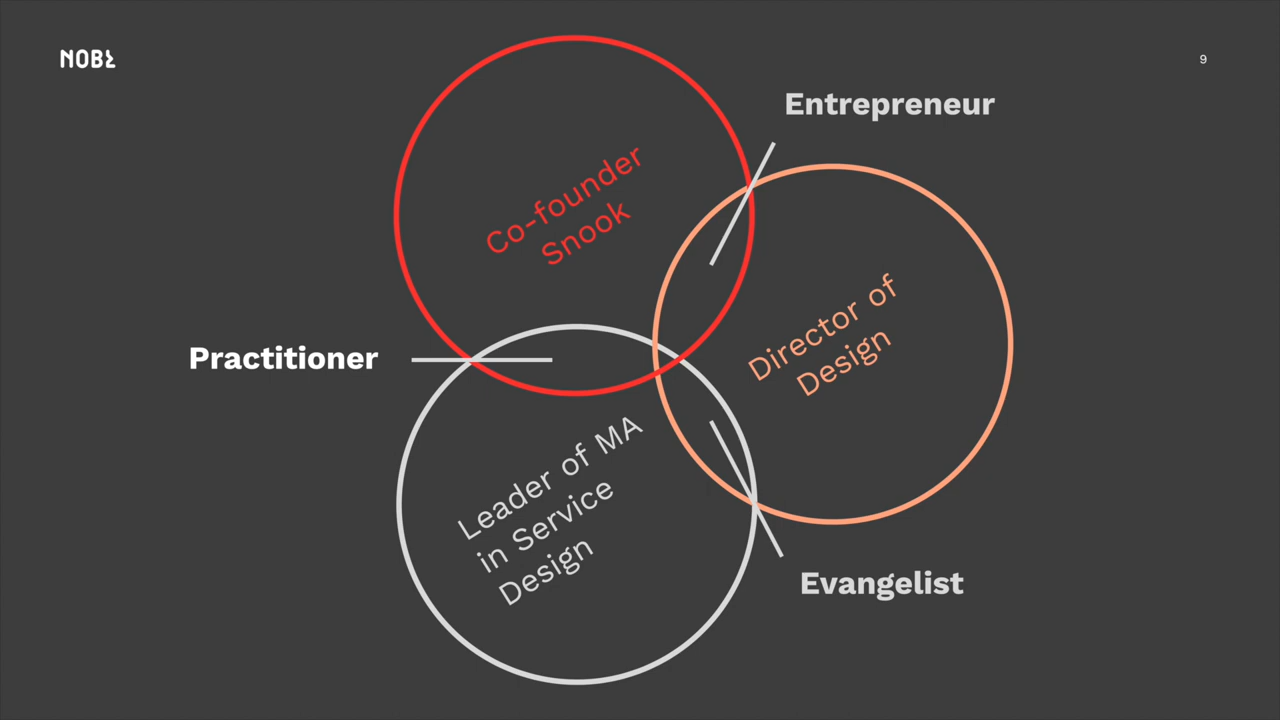 NOBL
9
Entrepreneur
Co-founder
Snook
Director of
Design
Practitioner
Leader of MA
in Service
Design
Evangelist